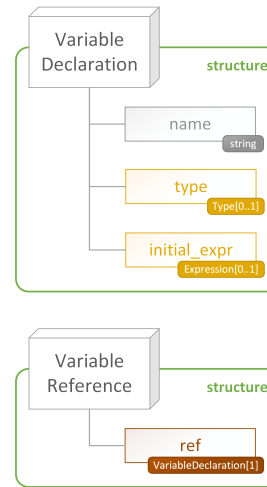 Variable
Declaration
structure
name
string
type
Type[0..1]
initial_expr
Expression[0..1]
Variable
Reference
structure
ref
VariableDeclaration[1]